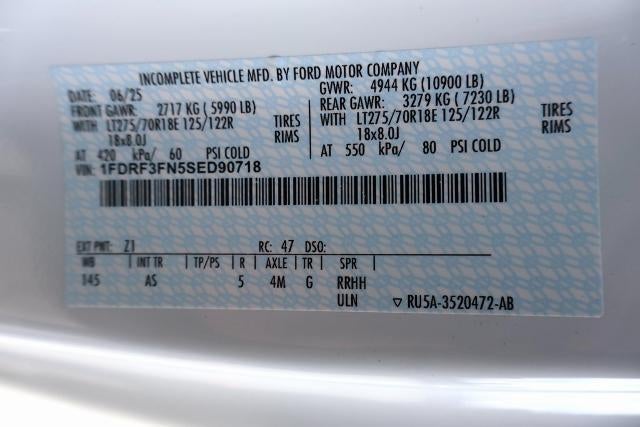 INCOMPLETE VEHICLE MFD. BY FORD MOTOR COMPANY
DATE: 06/25 GVWR: 4944 KG (10900 LB)
FRONT GAWR: 2717 KG ( 5990 LB) REAR GAWR: 3279 KG ( 7230 LB)
WITH LT275/70R18E 125/122R TIRES WITH LT275/70R18E 125/122R TIRES
18x8.0J RIMS 18x8.0J RIMS
AT 420 kPa/ 60 PSI COLD AT 550 kPa/ 80 PSI COLD
VIN: 1FDRF3FN5SED90718
EXT PNT: Z1 RC: 47 DSO:
WB | INT TR | TP/PS | R | AXLE | TR | SPR |
145 AS 5 4M G RRHH
ULN ▽ RU5A-3520472-AB